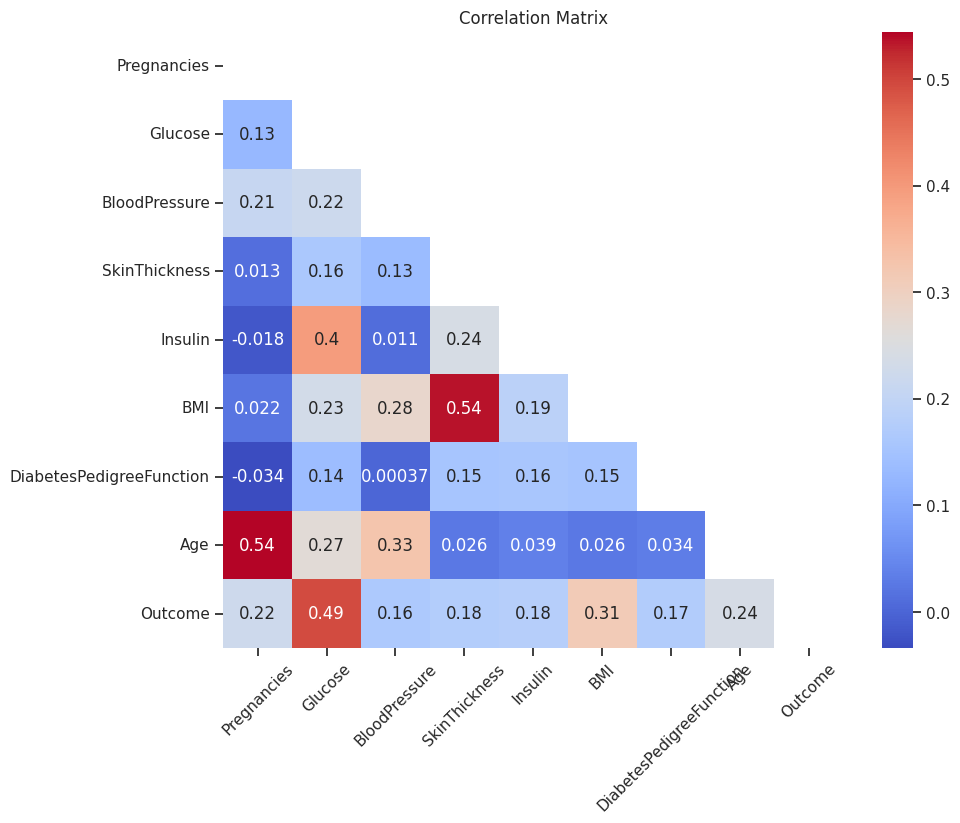 Correlation Matrix
Pregnancies
Glucose 0.13
BloodPressure 0.21 0.22
SkinThickness 0.013 0.16 0.13
Insulin -0.018 0.4 0.011 0.24
BMI 0.022 0.23 0.28 0.54 0.19
DiabetesPedigreeFunction -0.034 0.14 0.00037 0.15 0.16 0.15
Age 0.54 0.27 0.33 0.026 0.039 0.026 0.034
Outcome 0.22 0.49 0.16 0.18 0.18 0.31 0.17 0.24
Pregnancies Glucose BloodPressure SkinThickness Insulin BMI DiabetesPedigreeFunction Age Outcome
0.5
0.4
0.3
0.2
0.1
0.0